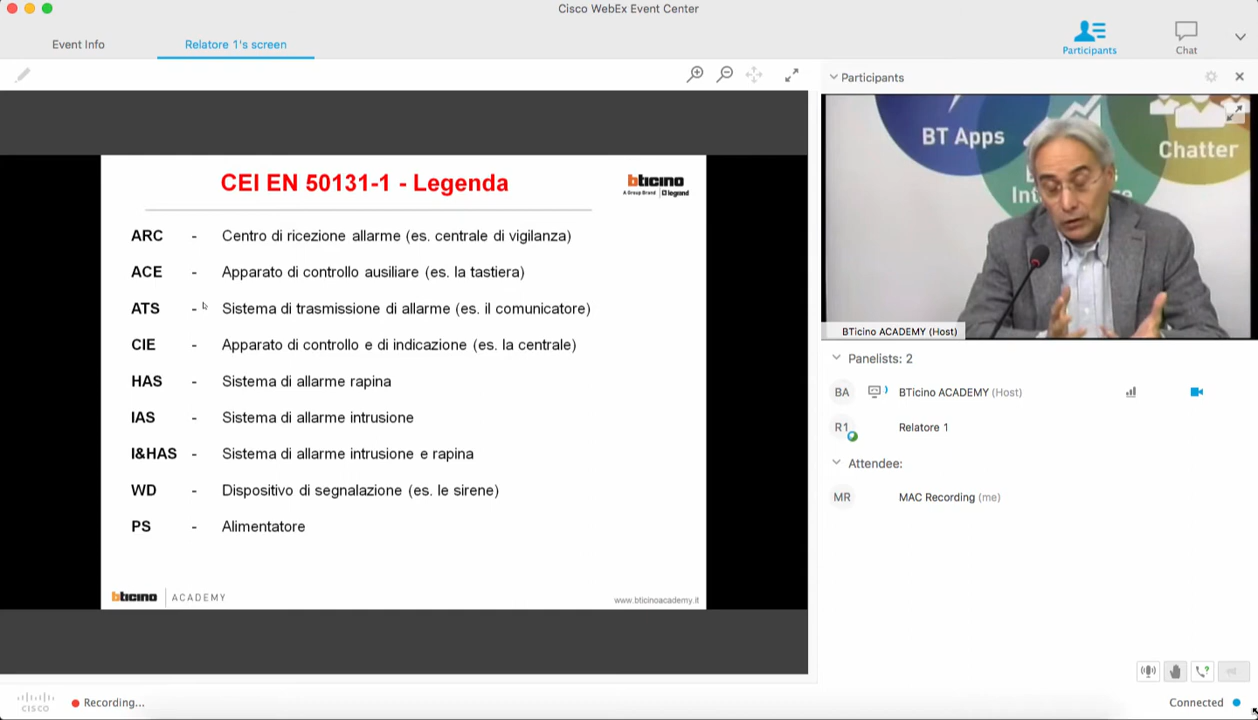 Cisco WebEx Event Center
Event Info
Relatore 1's screen
Participants
Chat
Participants
CEI EN 50131-1 - Legenda
bticino
A Group Brand | legrand
ARC - Centro di ricezione allarme (es. centrale di vigilanza)
ACE - Apparato di controllo ausiliare (es. la tastiera)
ATS - Sistema di trasmissione di allarme (es. il comunicatore)
CIE - Apparato di controllo e di indicazione (es. la centrale)
HAS - Sistema di allarme rapina
IAS - Sistema di allarme intrusione
I&HAS - Sistema di allarme intrusione e rapina
WD - Dispositivo di segnalazione (es. le sirene)
PS - Alimentatore
bticino | ACADEMY
www.bticinoacademy.it
BT Apps
Chatter
BTicino ACADEMY (Host)
Panelists: 2
BA BTicino ACADEMY (Host)
R1 Relatore 1
Attendee:
MR MAC Recording (me)
CISCO
Recording...
Connected